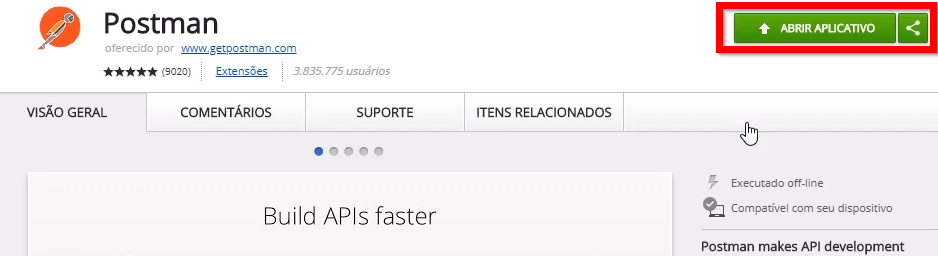 Postman
oferecido por www.getpostman.com
(9020) Extensões 3.835.775 usuários
ABRIR APLICATIVO
VISÃO GERAL COMENTÁRIOS SUPORTE ITENS RELACIONADOS
Build APIs faster
Executado off-line
Compatível com seu dispositivo
Postman makes API development